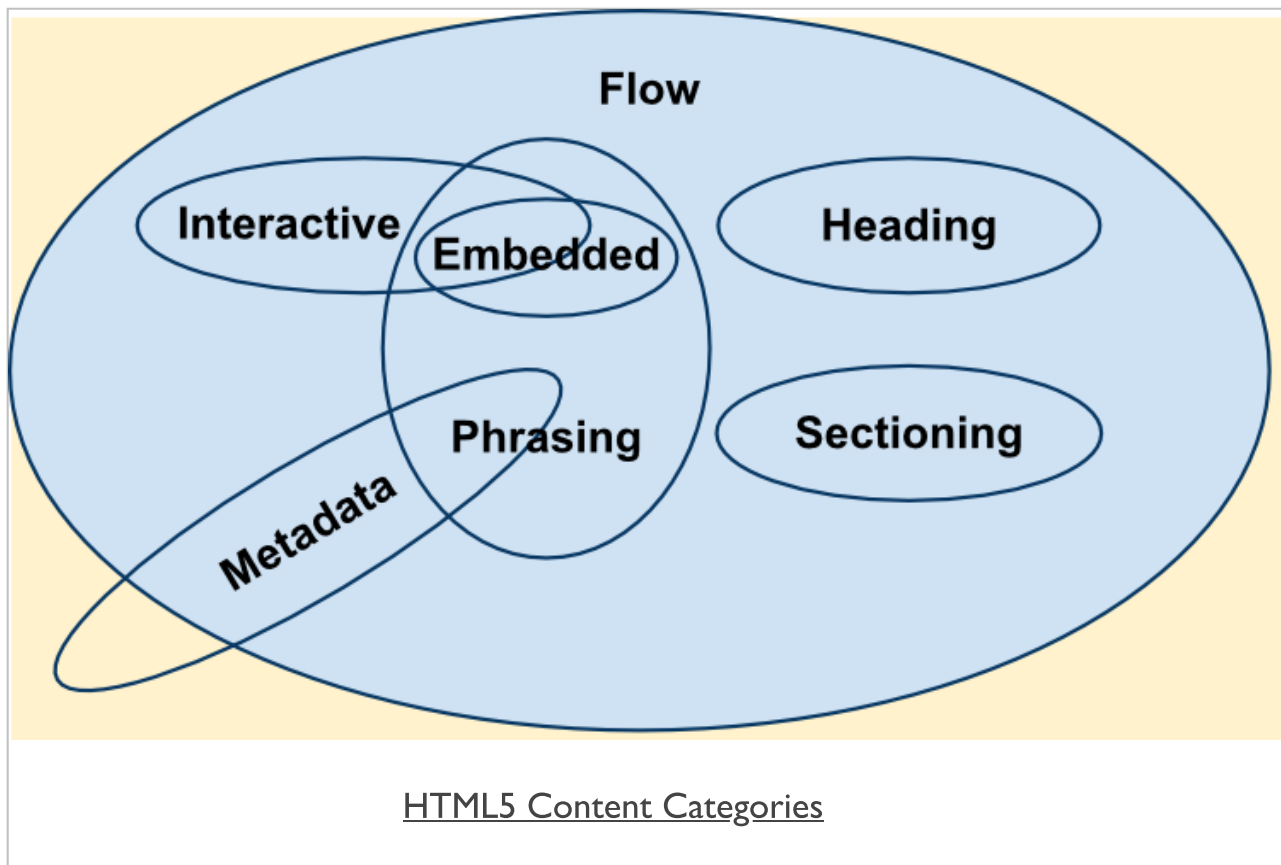 Flow
Interactive
Embedded
Heading
Phrasing
Sectioning
Metadata
HTML5 Content Categories